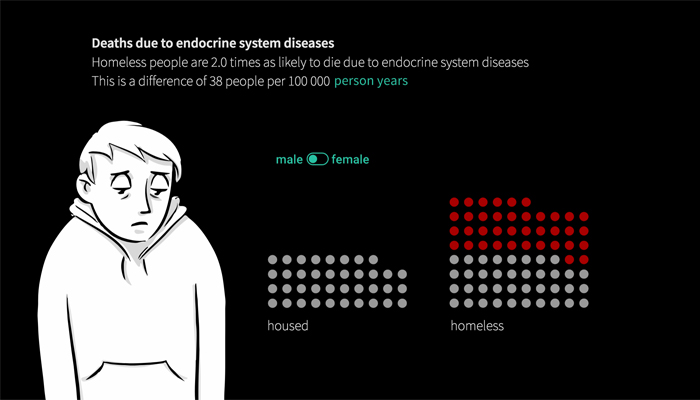 Deaths due to endocrine system diseases
Homeless people are 2.0 times as likely to die due to endocrine system diseases
This is a difference of 38 people per 100 000 person years
male female
housed
homeless